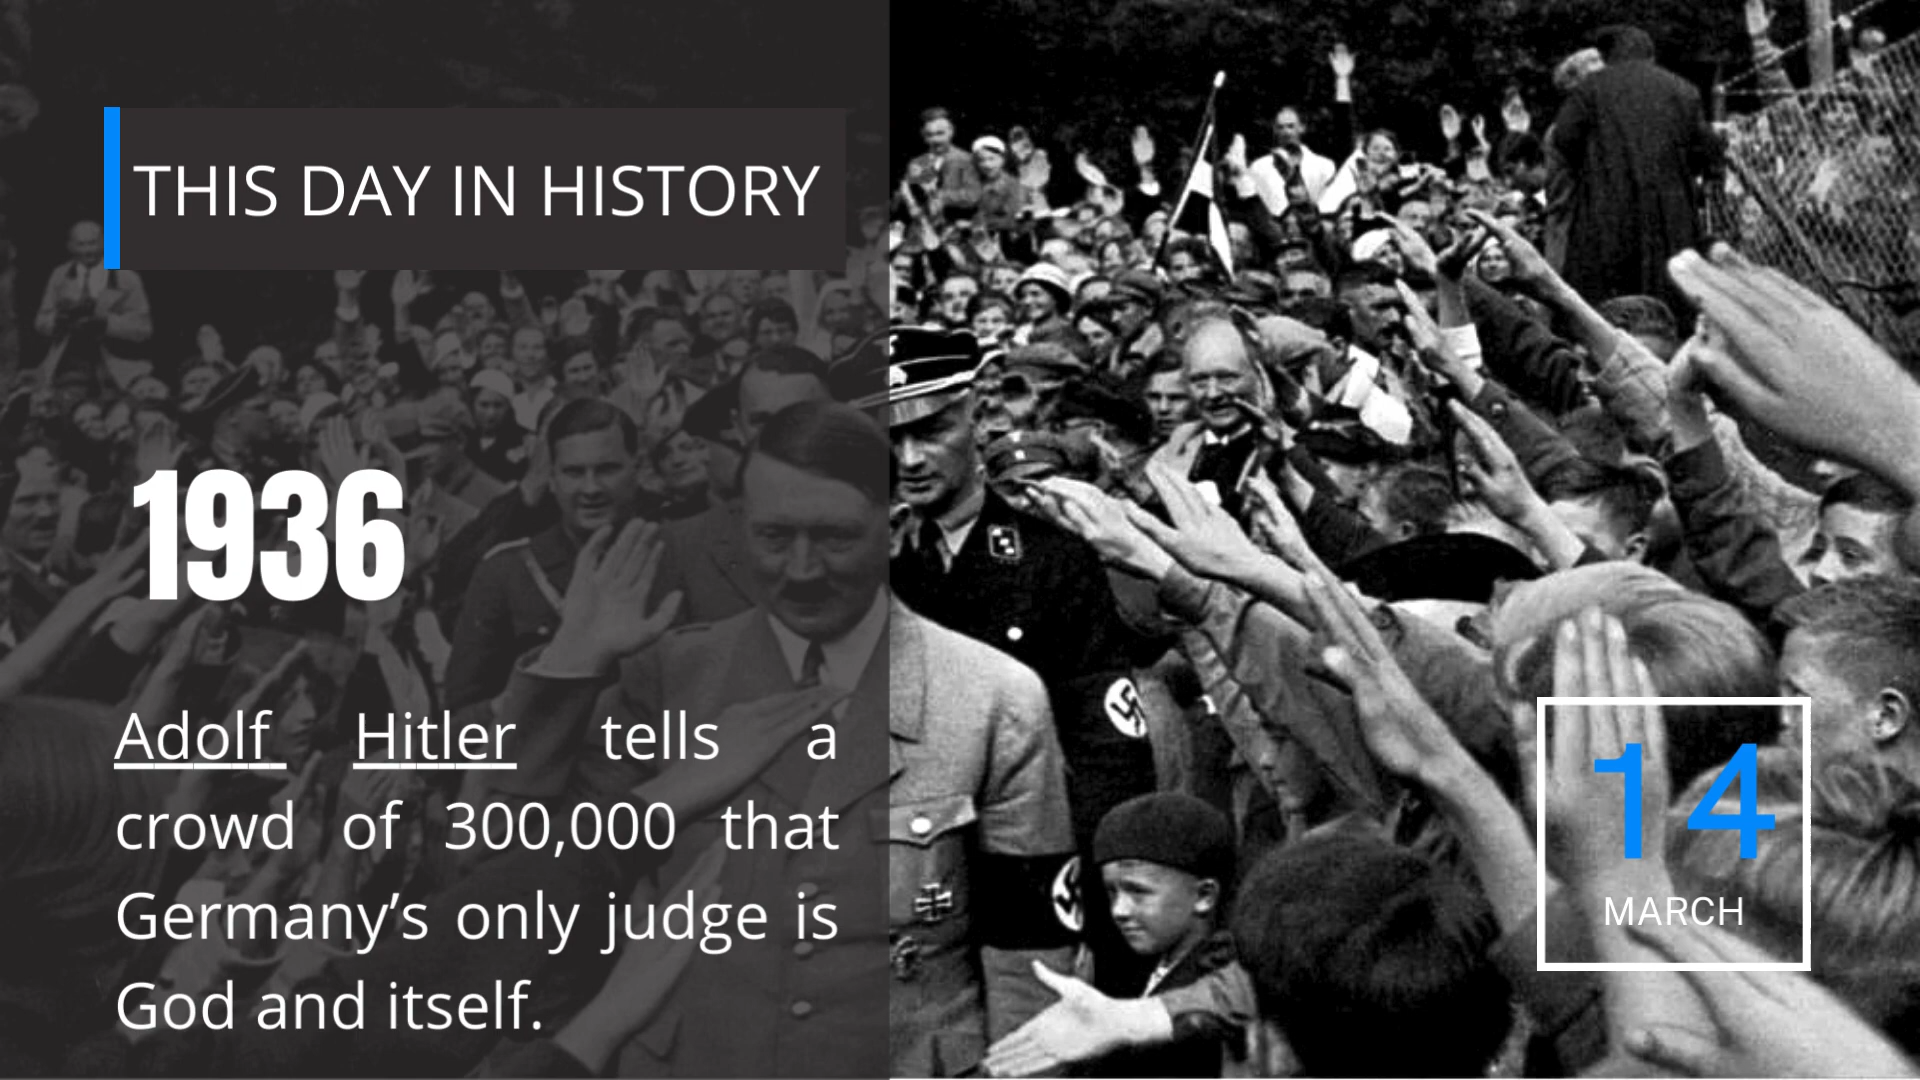 THIS DAY IN HISTORY
1936
Adolf Hitler tells a
crowd of 300,000 that
Germany’s only judge is
God and itself.
14
MARCH